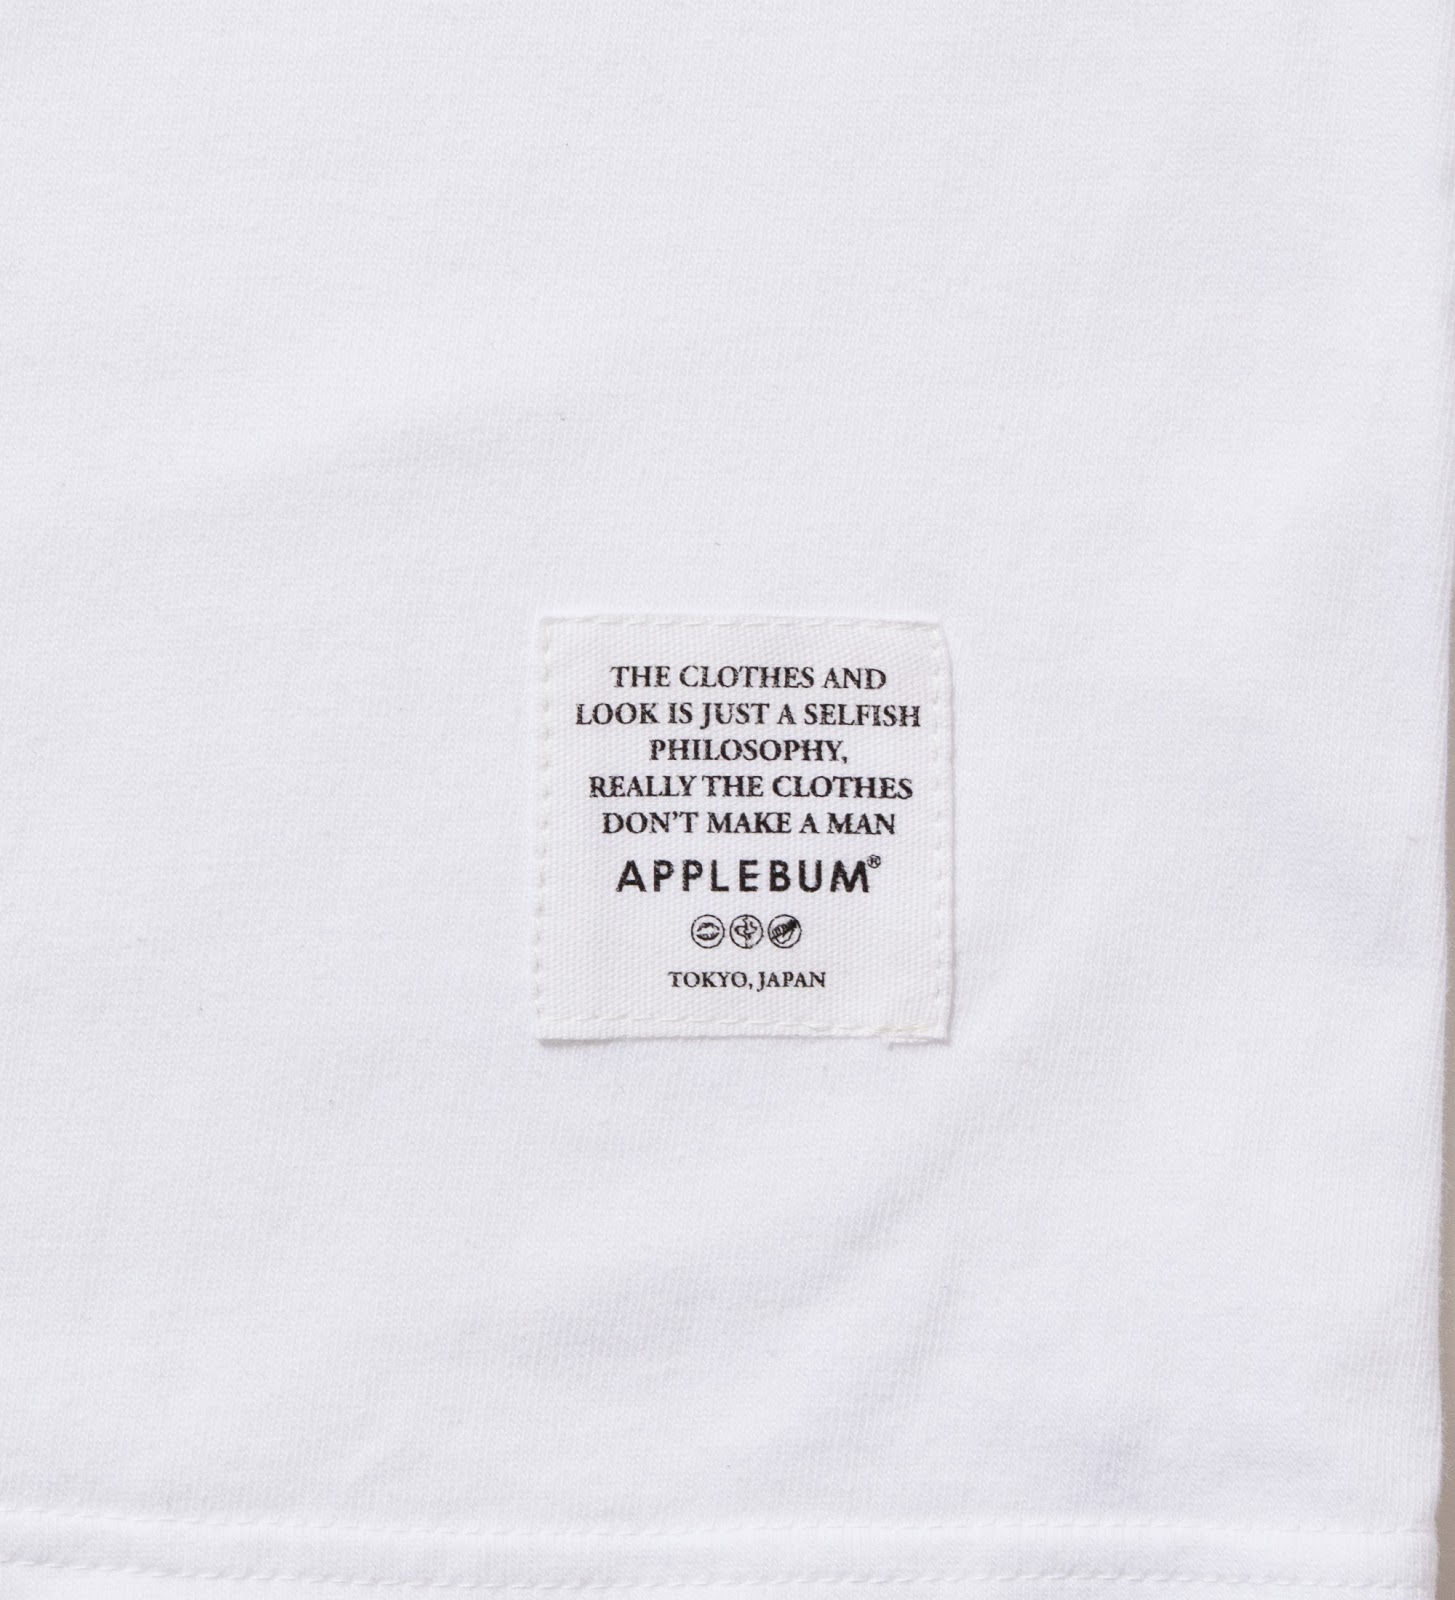 THE CLOTHES AND
LOOK IS JUST A SELFISH
PHILOSOPHY,
REALLY THE CLOTHES
DON'T MAKE A MAN
APPLEBUM®
TOKYO, JAPAN